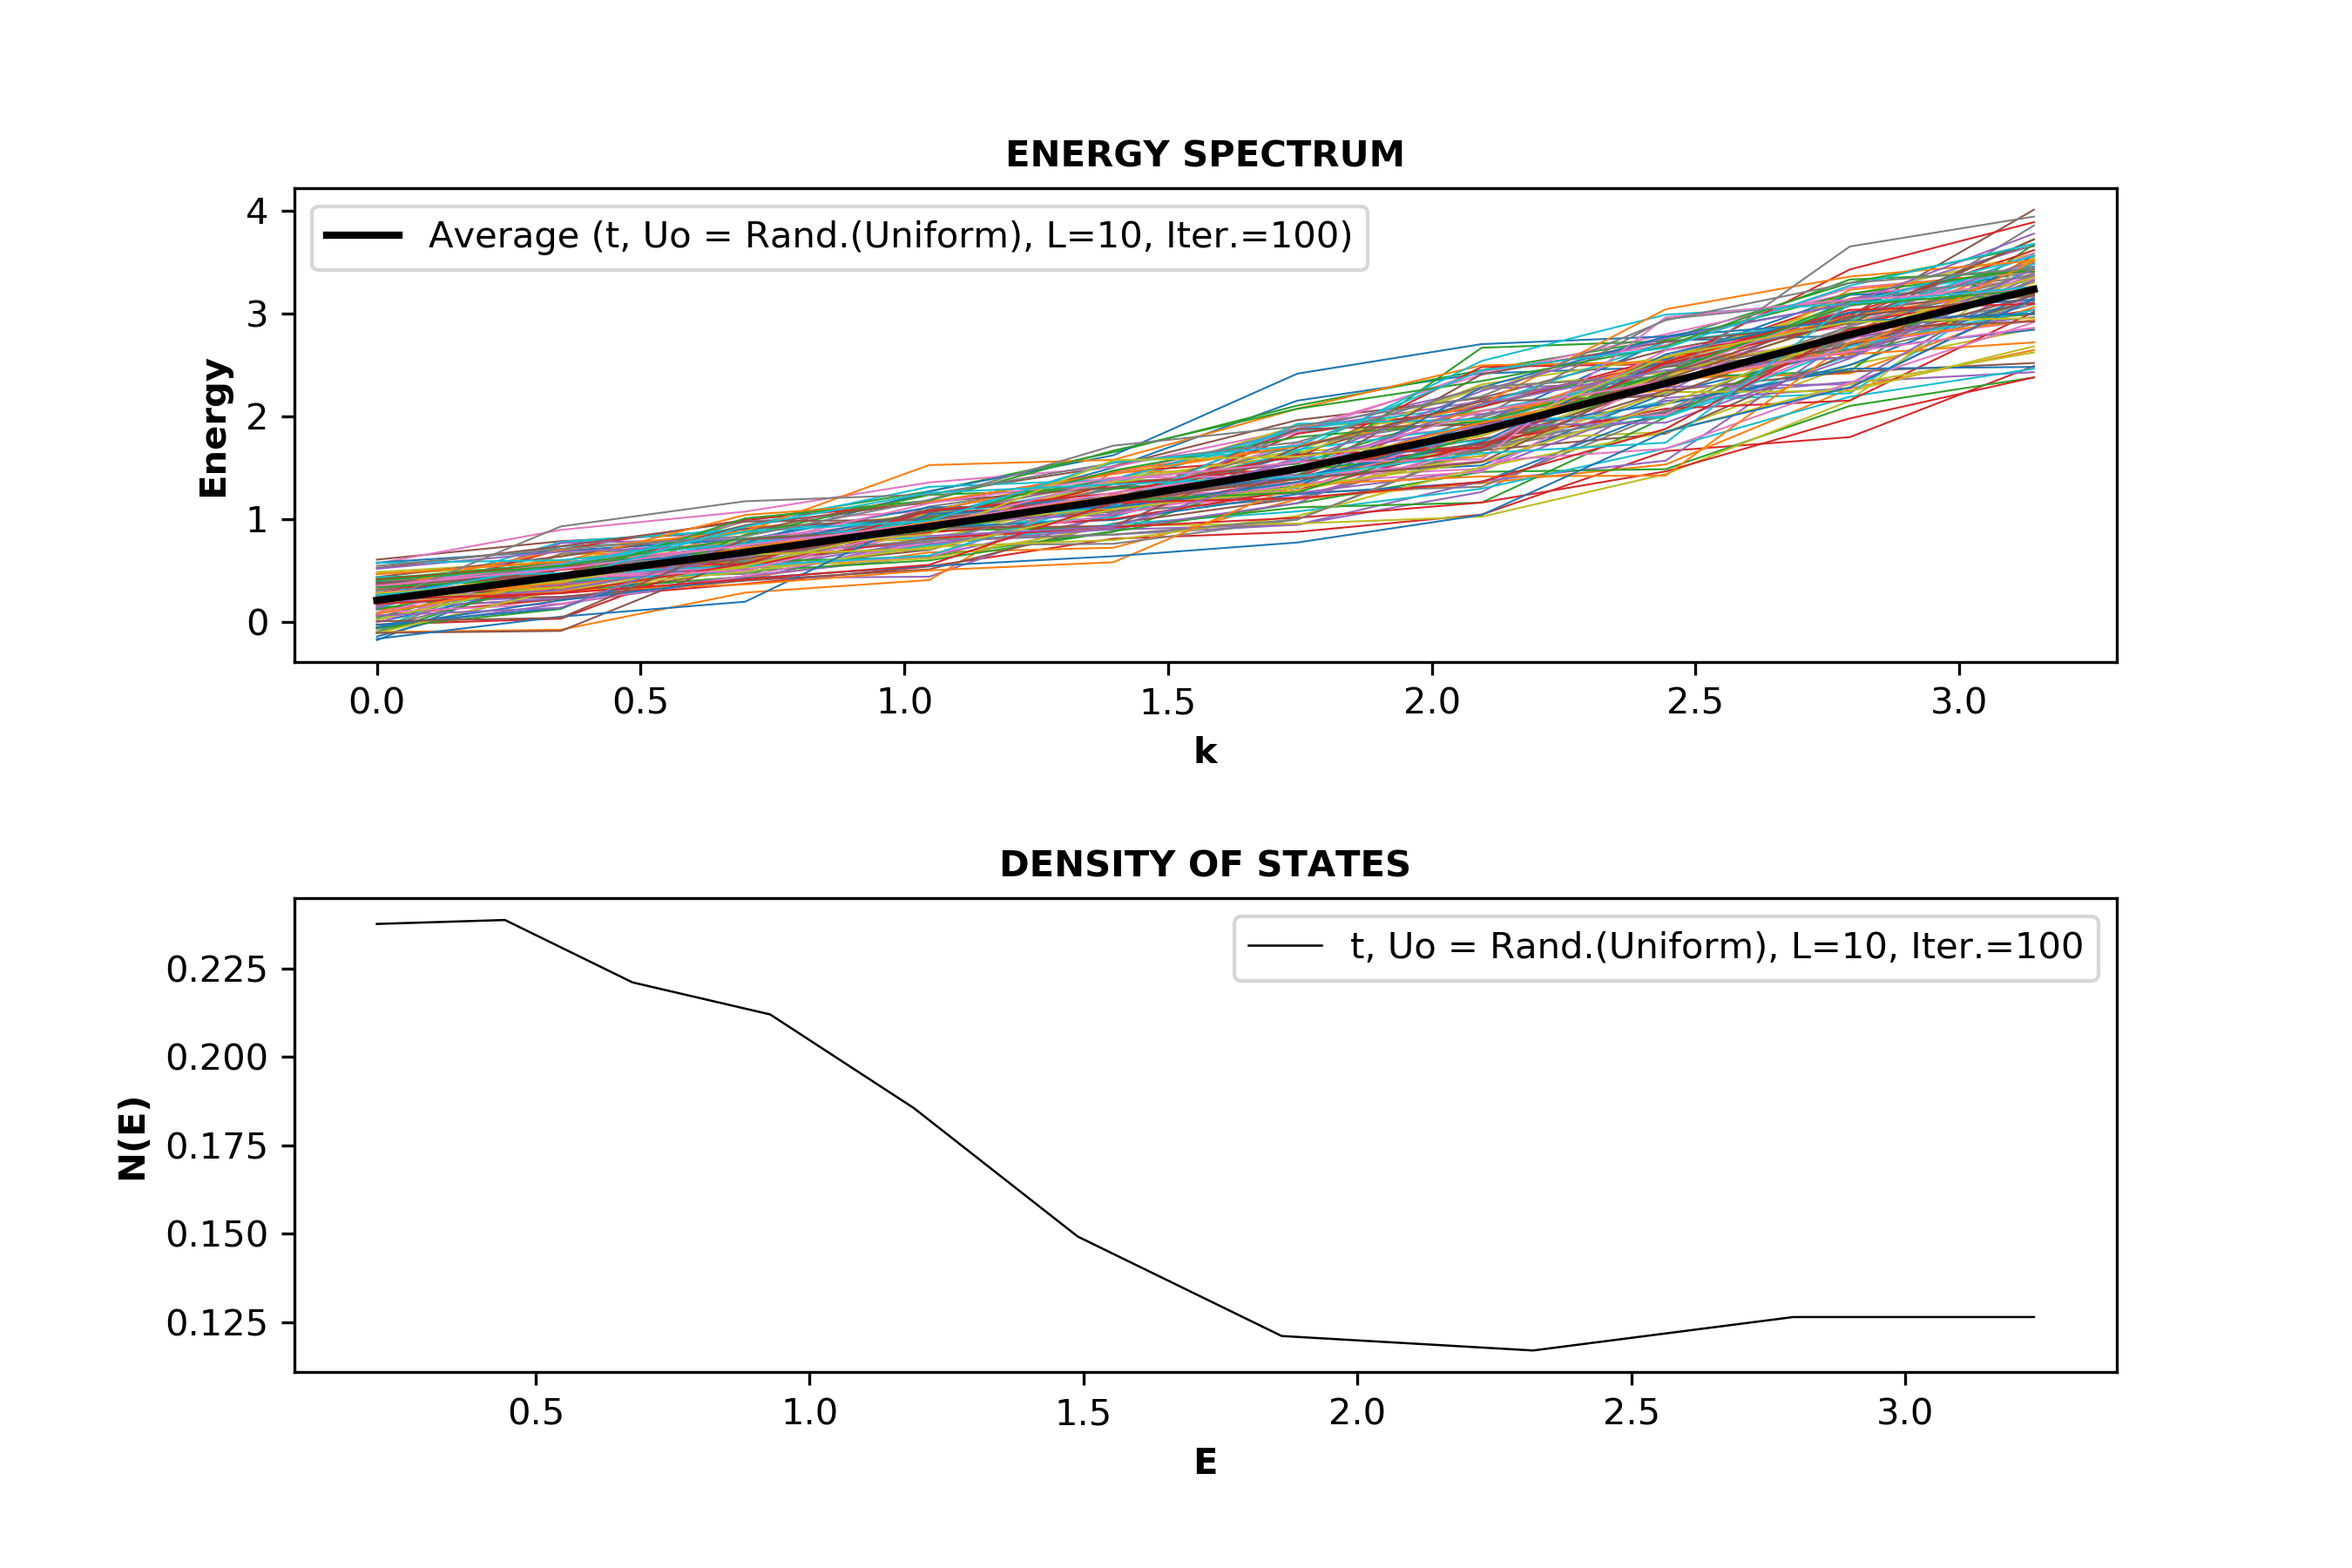 ENERGY SPECTRUM
Average (t, Uo = Rand.(Uniform), L=10, Iter.=100)
Energy
4
3
2
1
0
0.0 0.5 1.0 1.5 2.0 2.5 3.0
k
DENSITY OF STATES
t, Uo = Rand.(Uniform), L=10, Iter.=100
N(E)
0.225
0.200
0.175
0.150
0.125
0.5 1.0 1.5 2.0 2.5 3.0
E